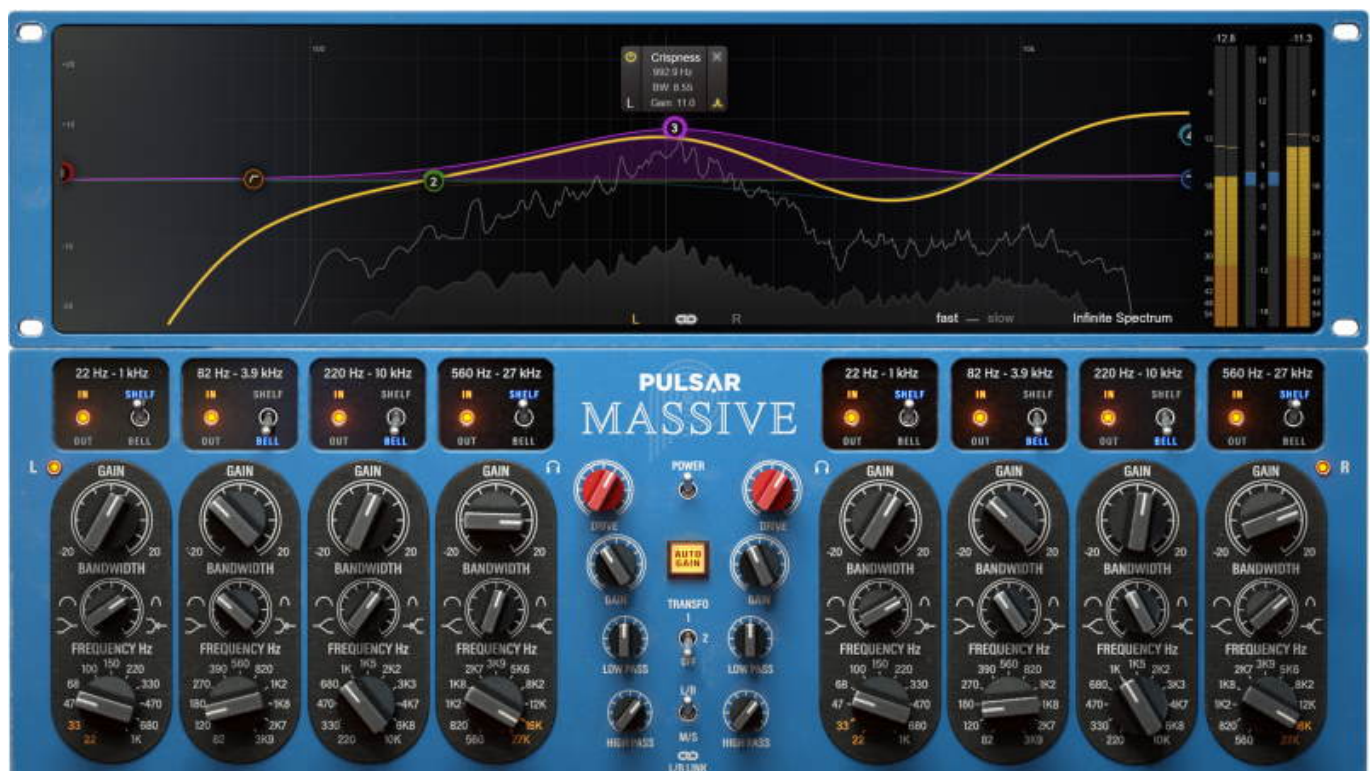 -12.8 -11.3
100
10k
Crispness
992.9 Hz
BW 8.55
L Gain 11.0
3
2
4
L R
fast — slow
Infinite Spectrum
22 Hz - 1 kHz
IN SHELF
OUT BELL
82 Hz - 3.9 kHz
IN SHELF
OUT BELL
220 Hz - 10 kHz
IN SHELF
OUT BELL
560 Hz - 27 kHz
IN SHELF
OUT BELL
PULSAR
MASSIVE
22 Hz - 1 kHz
IN SHELF
OUT BELL
82 Hz - 3.9 kHz
IN SHELF
OUT BELL
220 Hz - 10 kHz
IN SHELF
OUT BELL
560 Hz - 27 kHz
IN SHELF
OUT BELL
L
GAIN
-20 20
BANDWIDTH
FREQUENCY Hz
100 150 220
68 330
47 470
33 680
22 1K
GAIN
-20 20
BANDWIDTH
FREQUENCY Hz
390 560 820
270 1K2
180 1K8
120 2K7
82 3K9
GAIN
-20 20
BANDWIDTH
FREQUENCY Hz
1K 1K5 2K2
680 3K3
470 4K7
330 6K8
220 10K
GAIN
-20 20
BANDWIDTH
FREQUENCY Hz
2K7 3K9 5K6
1K8 8K2
1K2 12K
820 18K
560 27K
POWER
DRIVE DRIVE
AUTO
GAIN
GAIN GAIN
TRANSFO
1
2
OFF
LOW PASS LOW PASS
L/R
M/S
HIGH PASS HIGH PASS
L/R LINK
GAIN
-20 20
BANDWIDTH
FREQUENCY Hz
100 150 220
68 330
47 470
33 680
22 1K
GAIN
-20 20
BANDWIDTH
FREQUENCY Hz
390 560 820
270 1K2
180 1K8
120 2K7
82 3K9
GAIN
-20 20
BANDWIDTH
FREQUENCY Hz
1K 1K5 2K2
680 3K3
470 4K7
330 6K8
220 10K
R
GAIN
-20 20
BANDWIDTH
FREQUENCY Hz
2K7 3K9 5K6
1K8 8K2
1K2 12K
820 18K
560 27K